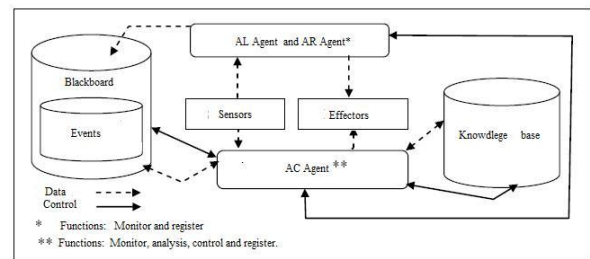 AL Agent and AR Agent*
Blackboard
Events
Sensors
Effectors
Knowdlege base
AC Agent **
Data
Control
* Functions: Monitor and register
** Functions: Monitor, analysis, control and register.